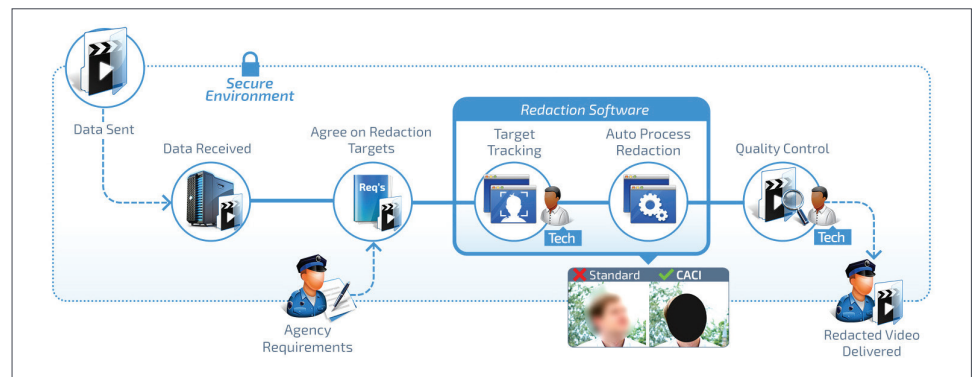 Secure
Environment
Data Sent
Data Received
Agree on Redaction
Targets
Req's
Redaction Software
Target
Tracking
Tech
Auto Process
Redaction
Quality Control
Tech
Standard
CACI
Agency
Requirements
Redacted Video
Delivered